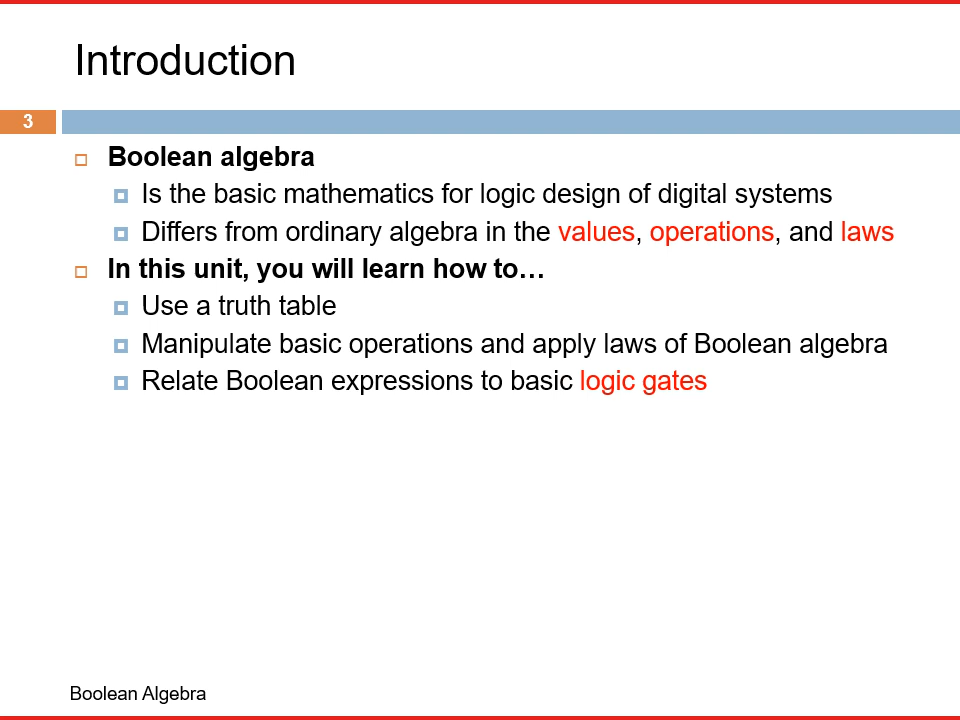 Introduction
3
Boolean algebra
Is the basic mathematics for logic design of digital systems
Differs from ordinary algebra in the values, operations, and laws
In this unit, you will learn how to…
Use a truth table
Manipulate basic operations and apply laws of Boolean algebra
Relate Boolean expressions to basic logic gates
Boolean Algebra